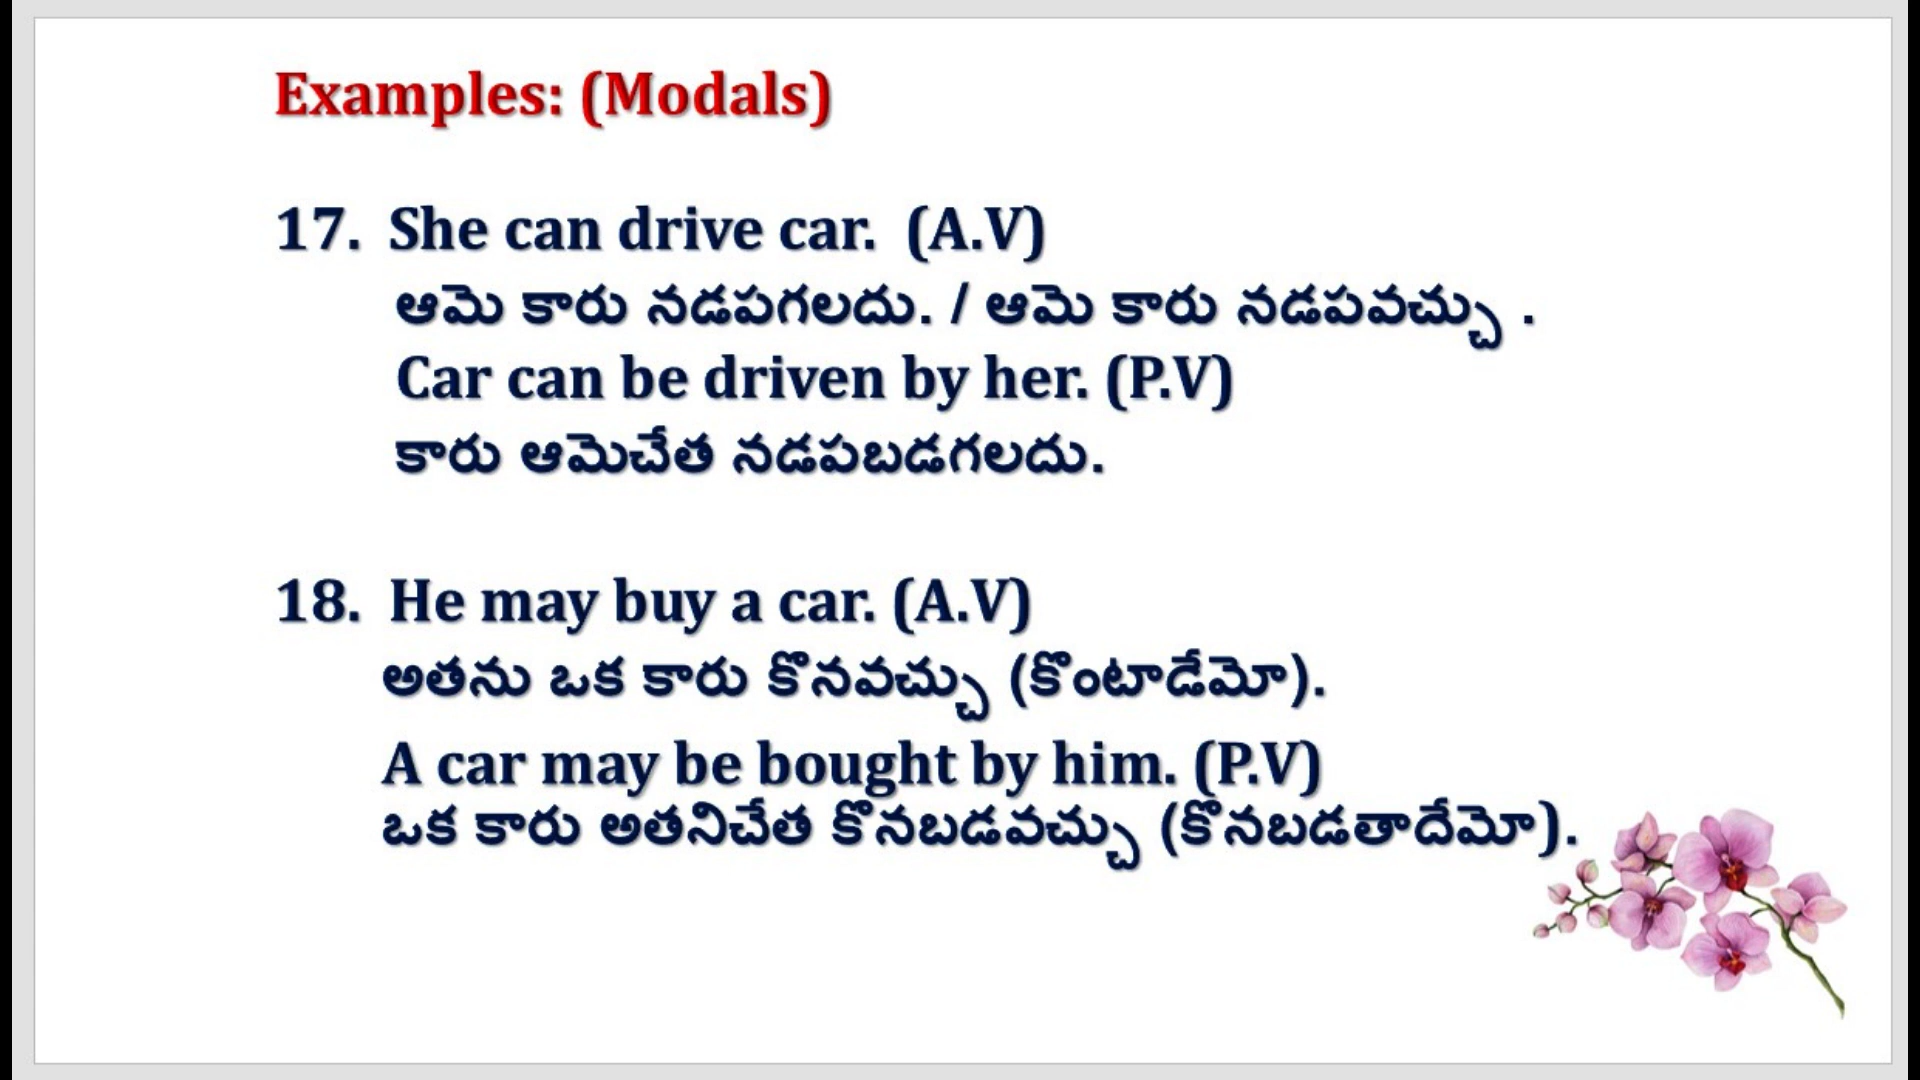 Examples: (Modals)
17. She can drive car. (A.V)
ఆమె కారు నడపగలదు. / ఆమె కారు నడపవచ్చు .
Car can be driven by her. (P.V)
కారు ఆమెచేత నడపబడగలదు.
18. He may buy a car. (A.V)
అతను ఒక కారు కొనవచ్చు (కొంటాడేమో).
A car may be bought by him. (P.V)
ఒక కారు అతనిచేత కొనబడవచ్చు (కొనబడతాదేమో).